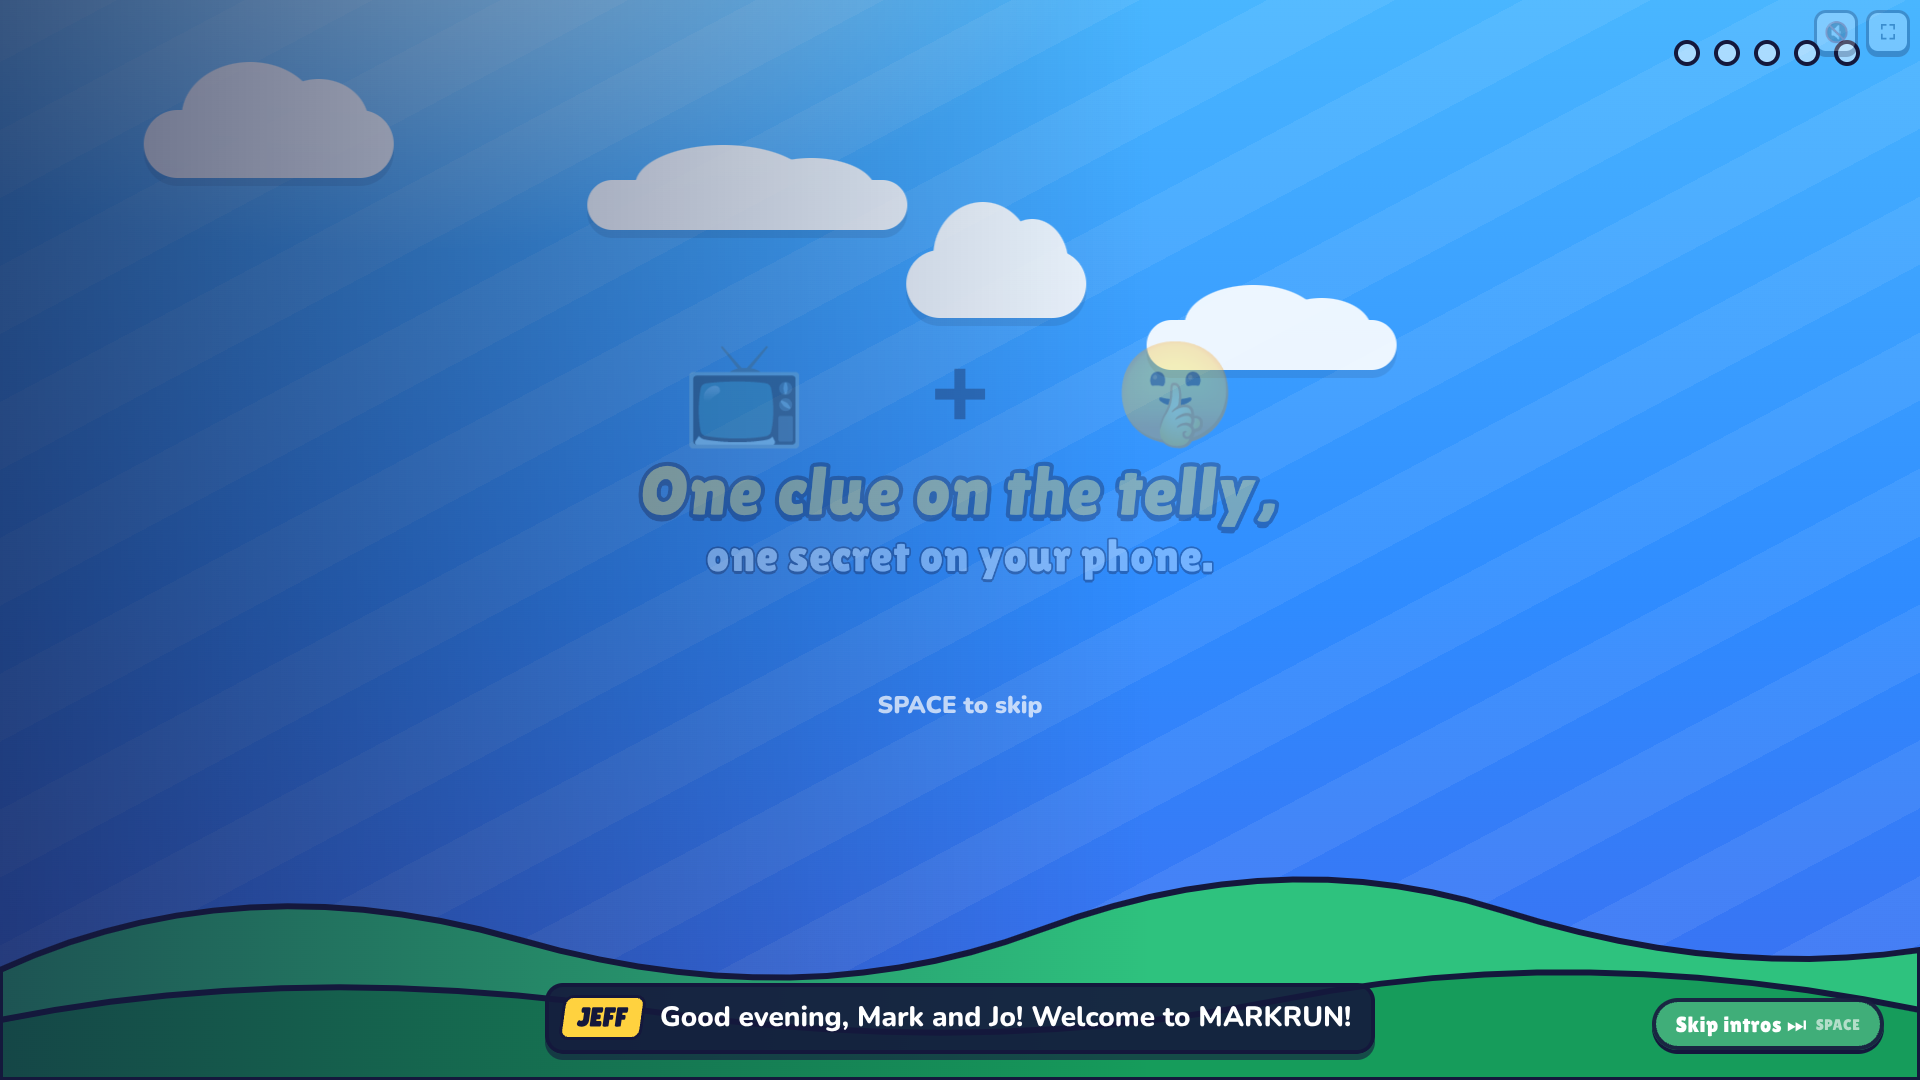 One clue on the telly,
one secret on your phone.
SPACE to skip
JEFF Good evening, Mark and Jo! Welcome to MARKRUN!
Skip intros ⏭ SPACE